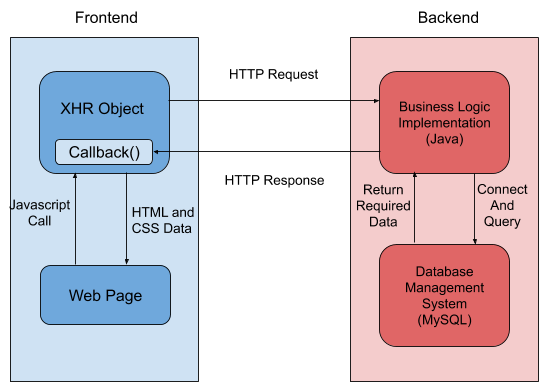 Frontend
Backend
HTTP Request
XHR Object
Callback()
Business Logic
Implementation
(Java)
HTTP Response
Javascript
Call
HTML and
CSS Data
Return
Required
Data
Connect
And
Query
Web Page
Database
Management
System
(MySQL)